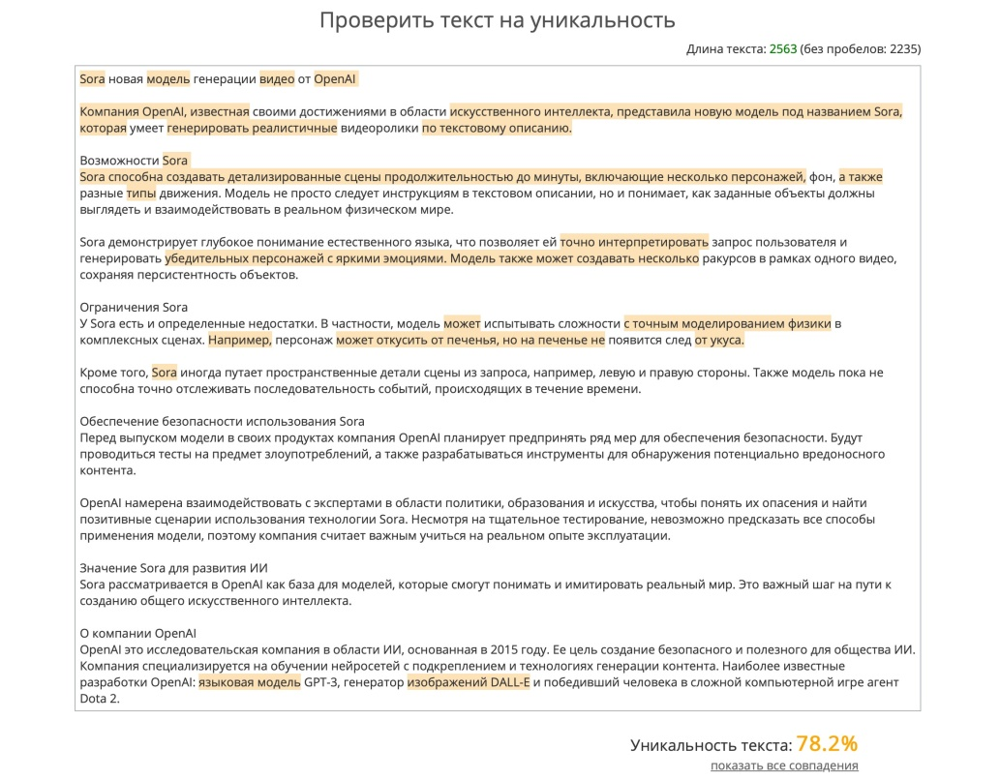 Проверить текст на уникальность
Длина текста: 2563 (без пробелов: 2235)
Sora новая модель генерации видео от OpenAI
Компания OpenAI, известная своими достижениями в области искусственного интеллекта, представила новую модель под названием Sora,
которая умеет генерировать реалистичные видеоролики по текстовому описанию.
Возможности Sora
Sora способна создавать детализированные сцены продолжительностью до минуты, включающие несколько персонажей, фон, а также
разные типы движения. Модель не просто следует инструкциям в текстовом описании, но и понимает, как заданные объекты должны
выглядеть и взаимодействовать в реальном физическом мире.
Sora демонстрирует глубокое понимание естественного языка, что позволяет ей точно интерпретировать запрос пользователя и
генерировать убедительных персонажей с яркими эмоциями. Модель также может создавать несколько ракурсов в рамках одного видео,
сохраняя персистентность объектов.
Ограничения Sora
У Sora есть и определенные недостатки. В частности, модель может испытывать сложности с точным моделированием физики в
комплексных сценах. Например, персонаж может откусить от печенья, но на печенье не появится след от укуса.
Кроме того, Sora иногда путает пространственные детали сцены из запроса, например, левую и правую стороны. Также модель пока не
способна точно отслеживать последовательность событий, происходящих в течение времени.
Обеспечение безопасности использования Sora
Перед выпуском модели в своих продуктах компания OpenAI планирует предпринять ряд мер для обеспечения безопасности. Будут
проводиться тесты на предмет злоупотреблений, а также разрабатываться инструменты для обнаружения потенциально вредоносного
контента.
OpenAI намерена взаимодействовать с экспертами в области политики, образования и искусства, чтобы понять их опасения и найти
позитивные сценарии использования технологии Sora. Несмотря на тщательное тестирование, невозможно предсказать все способы
применения модели, поэтому компания считает важным учиться на реальном опыте эксплуатации.
Значение Sora для развития ИИ
Sora рассматривается в OpenAI как база для моделей, которые смогут понимать и имитировать реальный мир. Это важный шаг на пути к
созданию общего искусственного интеллекта.
О компании OpenAI
OpenAI это исследовательская компания в области ИИ, основанная в 2015 году. Ее цель создание безопасного и полезного для общества ИИ.
Компания специализируется на обучении нейросетей с подкреплением и технологиях генерации контента. Наиболее известные
разработки OpenAI: языковая модель GPT-3, генератор изображений DALL-E и победивший человека в сложной компьютерной игре агент
Dota 2.
Уникальность текста: 78.2%
показать все совпадения